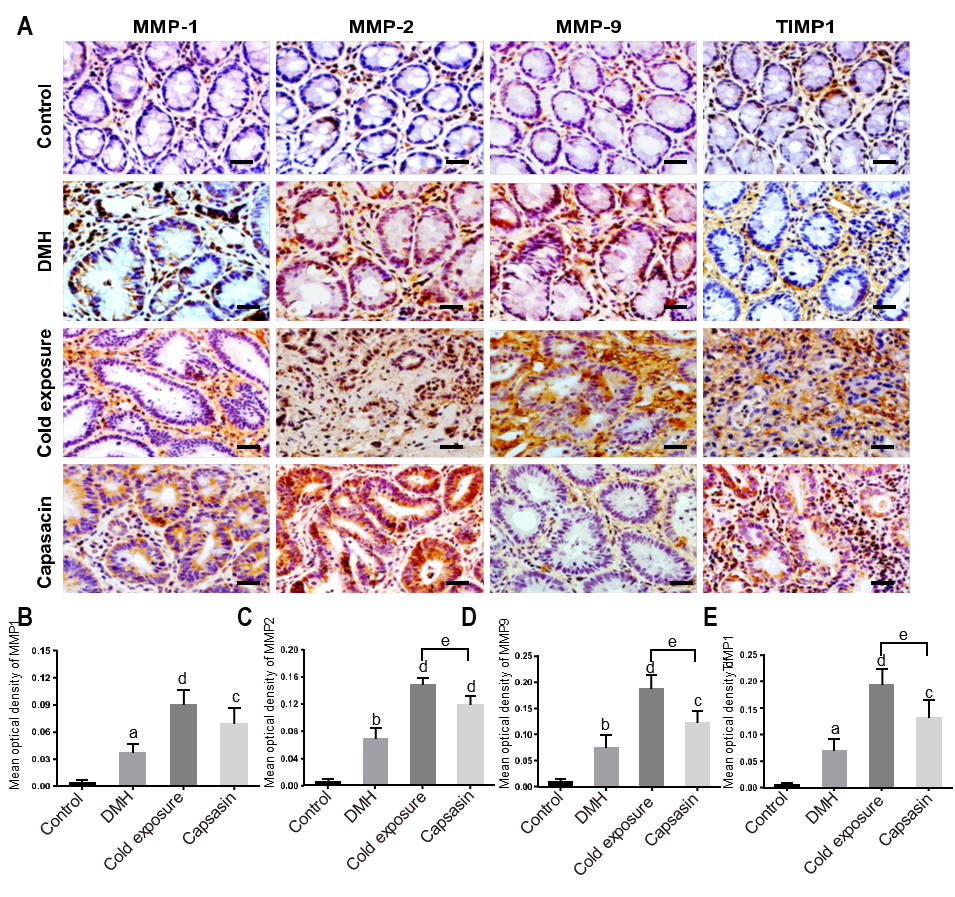 A
MMP-1 MMP-2 MMP-9 TIMP1
Control
DMH
Cold exposure
Capasacin
B
Mean optical density of MMP1
0.15
0.12
0.09
0.06
0.03
0.00
a
d
c
Control DMH Cold exposure Capsasin
C
Mean optical density of MMP2
0.20
0.16
0.12
0.08
0.04
0.00
b
d
d
e
Control DMH Cold exposure Capsasin
D
Mean optical density of MMP9
0.25
0.20
0.15
0.10
0.05
0.00
b
d
c
e
Control DMH Cold exposure Capsasin
E
Mean optical density of TIMP1
0.25
0.20
0.15
0.10
0.05
0.00
a
d
c
e
Control DMH Cold exposure Capsasin